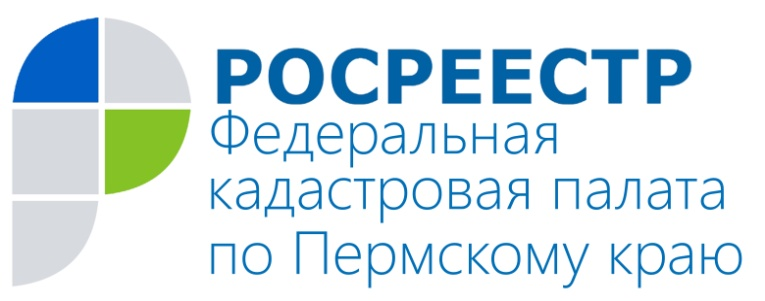 РОСРЕЕСТР
Федеральная
кадастровая палата
по Пермскому краю